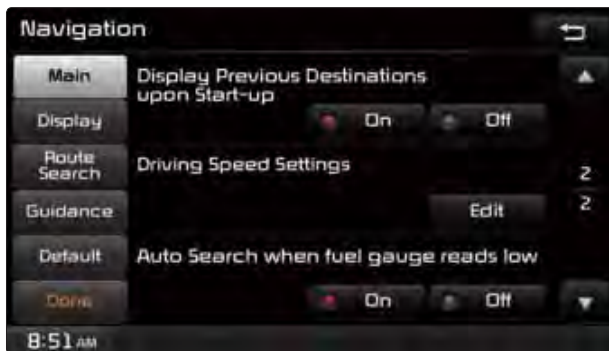 Navigation
Main
Display Previous Destinations
upon Start-up
Display
On
Off
Route
Search
Driving Speed Settings
2
2
Guidance
Edit
Default
Auto Search when fuel gauge reads low
Done
On
Off
8:51 AM